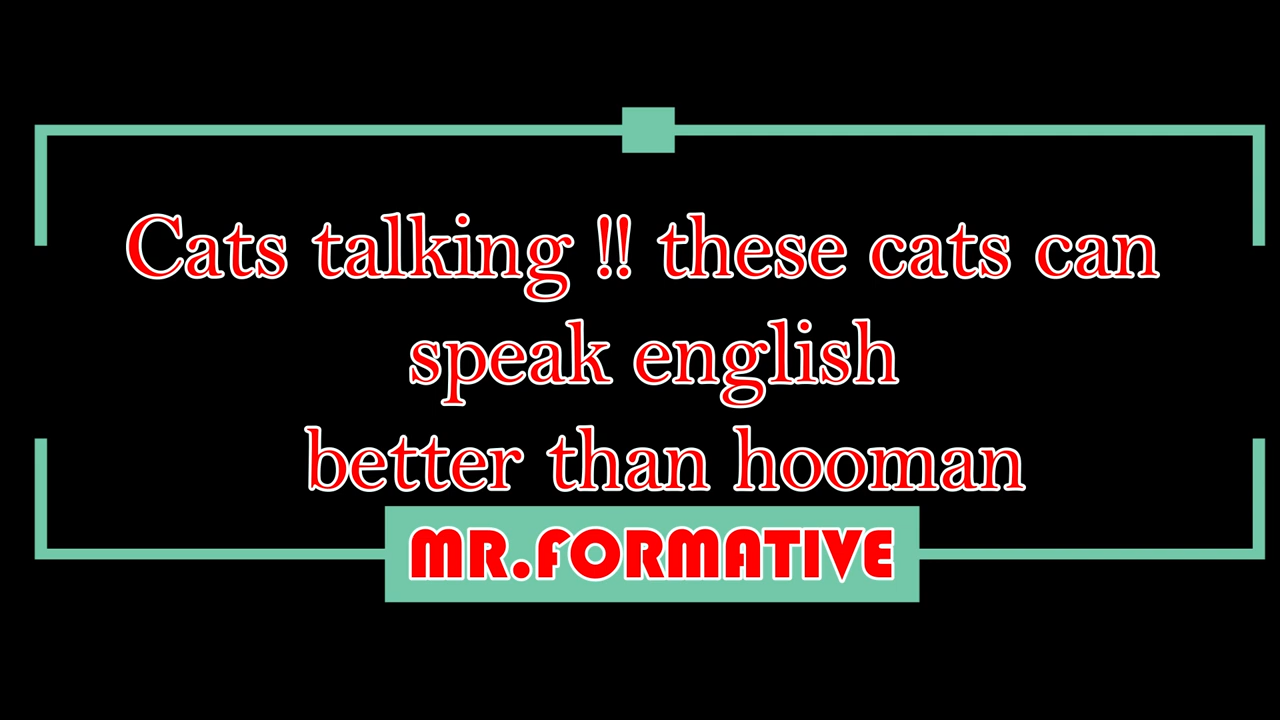 Cats talking !! these cats can
speak english
better than hooman
MR.FORMATIVE